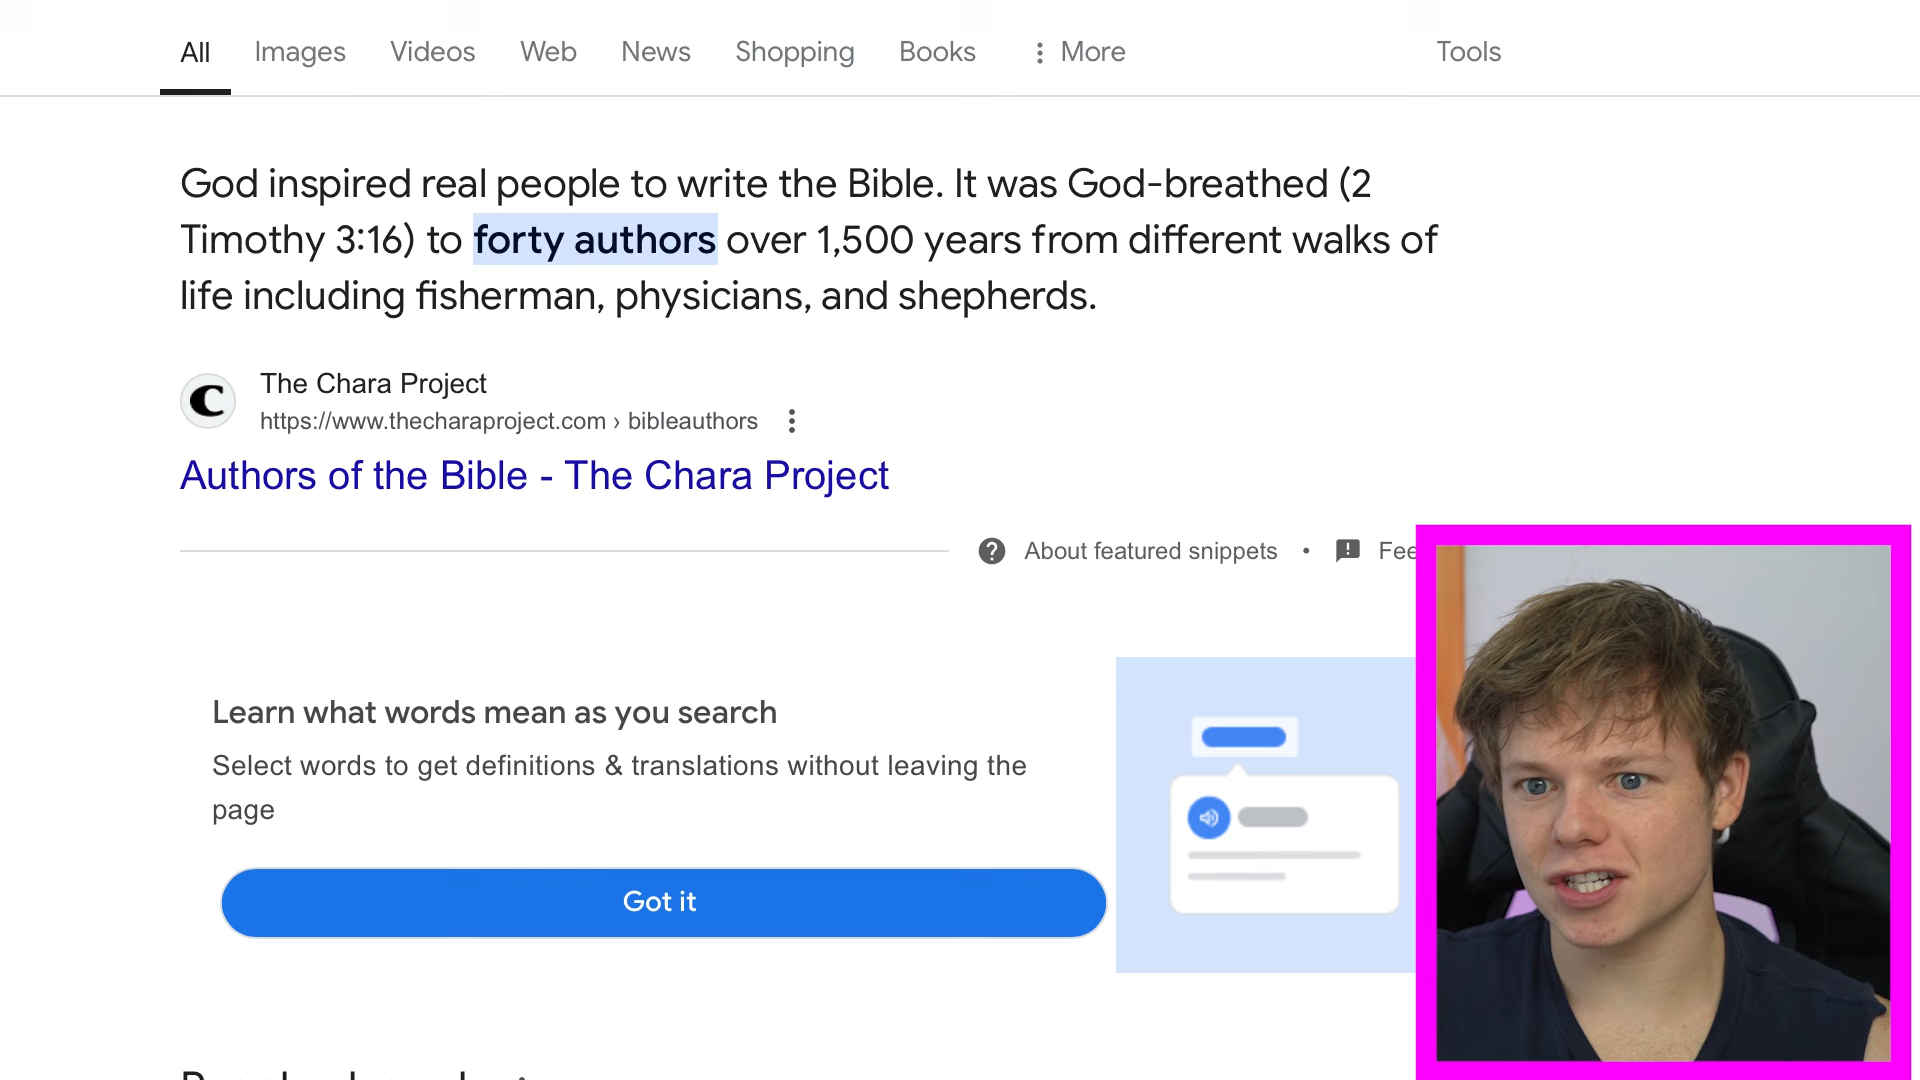 All Images Videos Web News Shopping Books More Tools
God inspired real people to write the Bible. It was God-breathed (2
Timothy 3:16) to forty authors over 1,500 years from different walks of
life including fisherman, physicians, and shepherds.
The Chara Project
https://www.thecharaproject.com › bibleauthors
Authors of the Bible - The Chara Project
About featured snippets • Fee
Learn what words mean as you search
Select words to get definitions & translations without leaving the
page
Got it